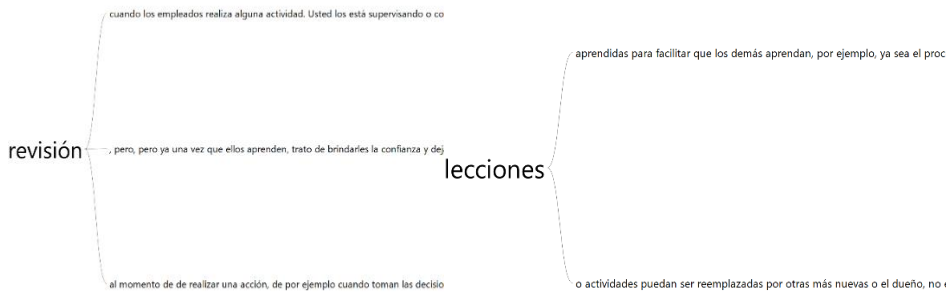 cuando los empleados realiza alguna actividad. Usted los está supervisando o co
revisión
, pero, pero ya una vez que ellos aprenden, trato de brindarles la confianza y dej
al momento de de realizar una acción, de por ejemplo cuando toman las decisio
aprendidas para facilitar que los demás aprendan, por ejemplo, ya sea el proc
lecciones
o actividades puedan ser reemplazadas por otras más nuevas o el dueño, no